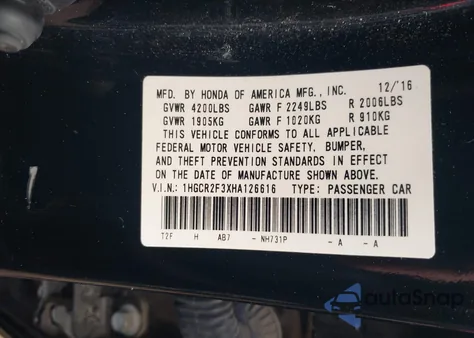 MFD. BY HONDA OF AMERICA MFG., INC. 12/'16
GVWR 4200LBS GAWR F 2249LBS R 2006LBS
GVWR 1905KG GAWR F 1020KG R 910KG
THIS VEHICLE CONFORMS TO ALL APPLICABLE
FEDERAL MOTOR VEHICLE SAFETY, BUMPER,
AND THEFT PREVENTION STANDARDS IN EFFECT
ON THE DATE OF MANUFACTURE SHOWN ABOVE.
V.I.N.: 1HGCR2F3XHA126616 TYPE: PASSENGER CAR
T2F H AB7 - NH731P - A - A
autoSnap